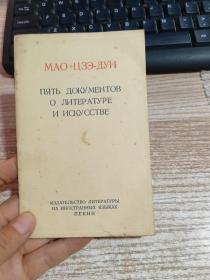 МАО ЦЗЭ-ДУН
ПЯТЬ ДОКУМЕНТОВ
О ЛИТЕРАТУРЕ
И ИСКУССТВЕ
ИЗДАТЕЛЬСТВО ЛИТЕРАТУРЫ
НА ИНОСТРАННЫХ ЯЗЫКАХ
ПЕКИН